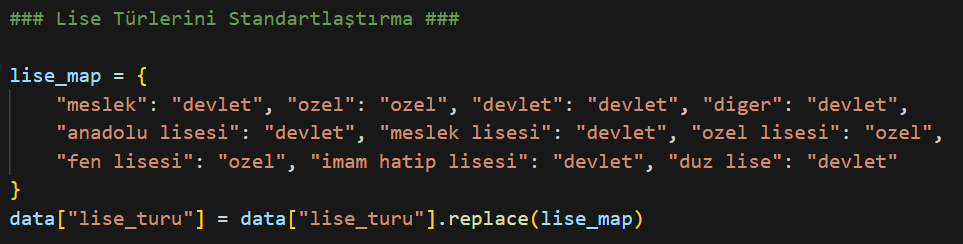 ### Lise Türlerini Standartlaştırma ###
lise_map = {
    "meslek": "devlet", "ozel": "ozel", "devlet": "devlet", "diger": "devlet",
    "anadolu lisesi": "devlet", "meslek lisesi": "devlet", "ozel lisesi": "ozel",
    "fen lisesi": "ozel", "imam hatip lisesi": "devlet", "duz lise": "devlet"
}
data["lise_turu"] = data["lise_turu"].replace(lise_map)